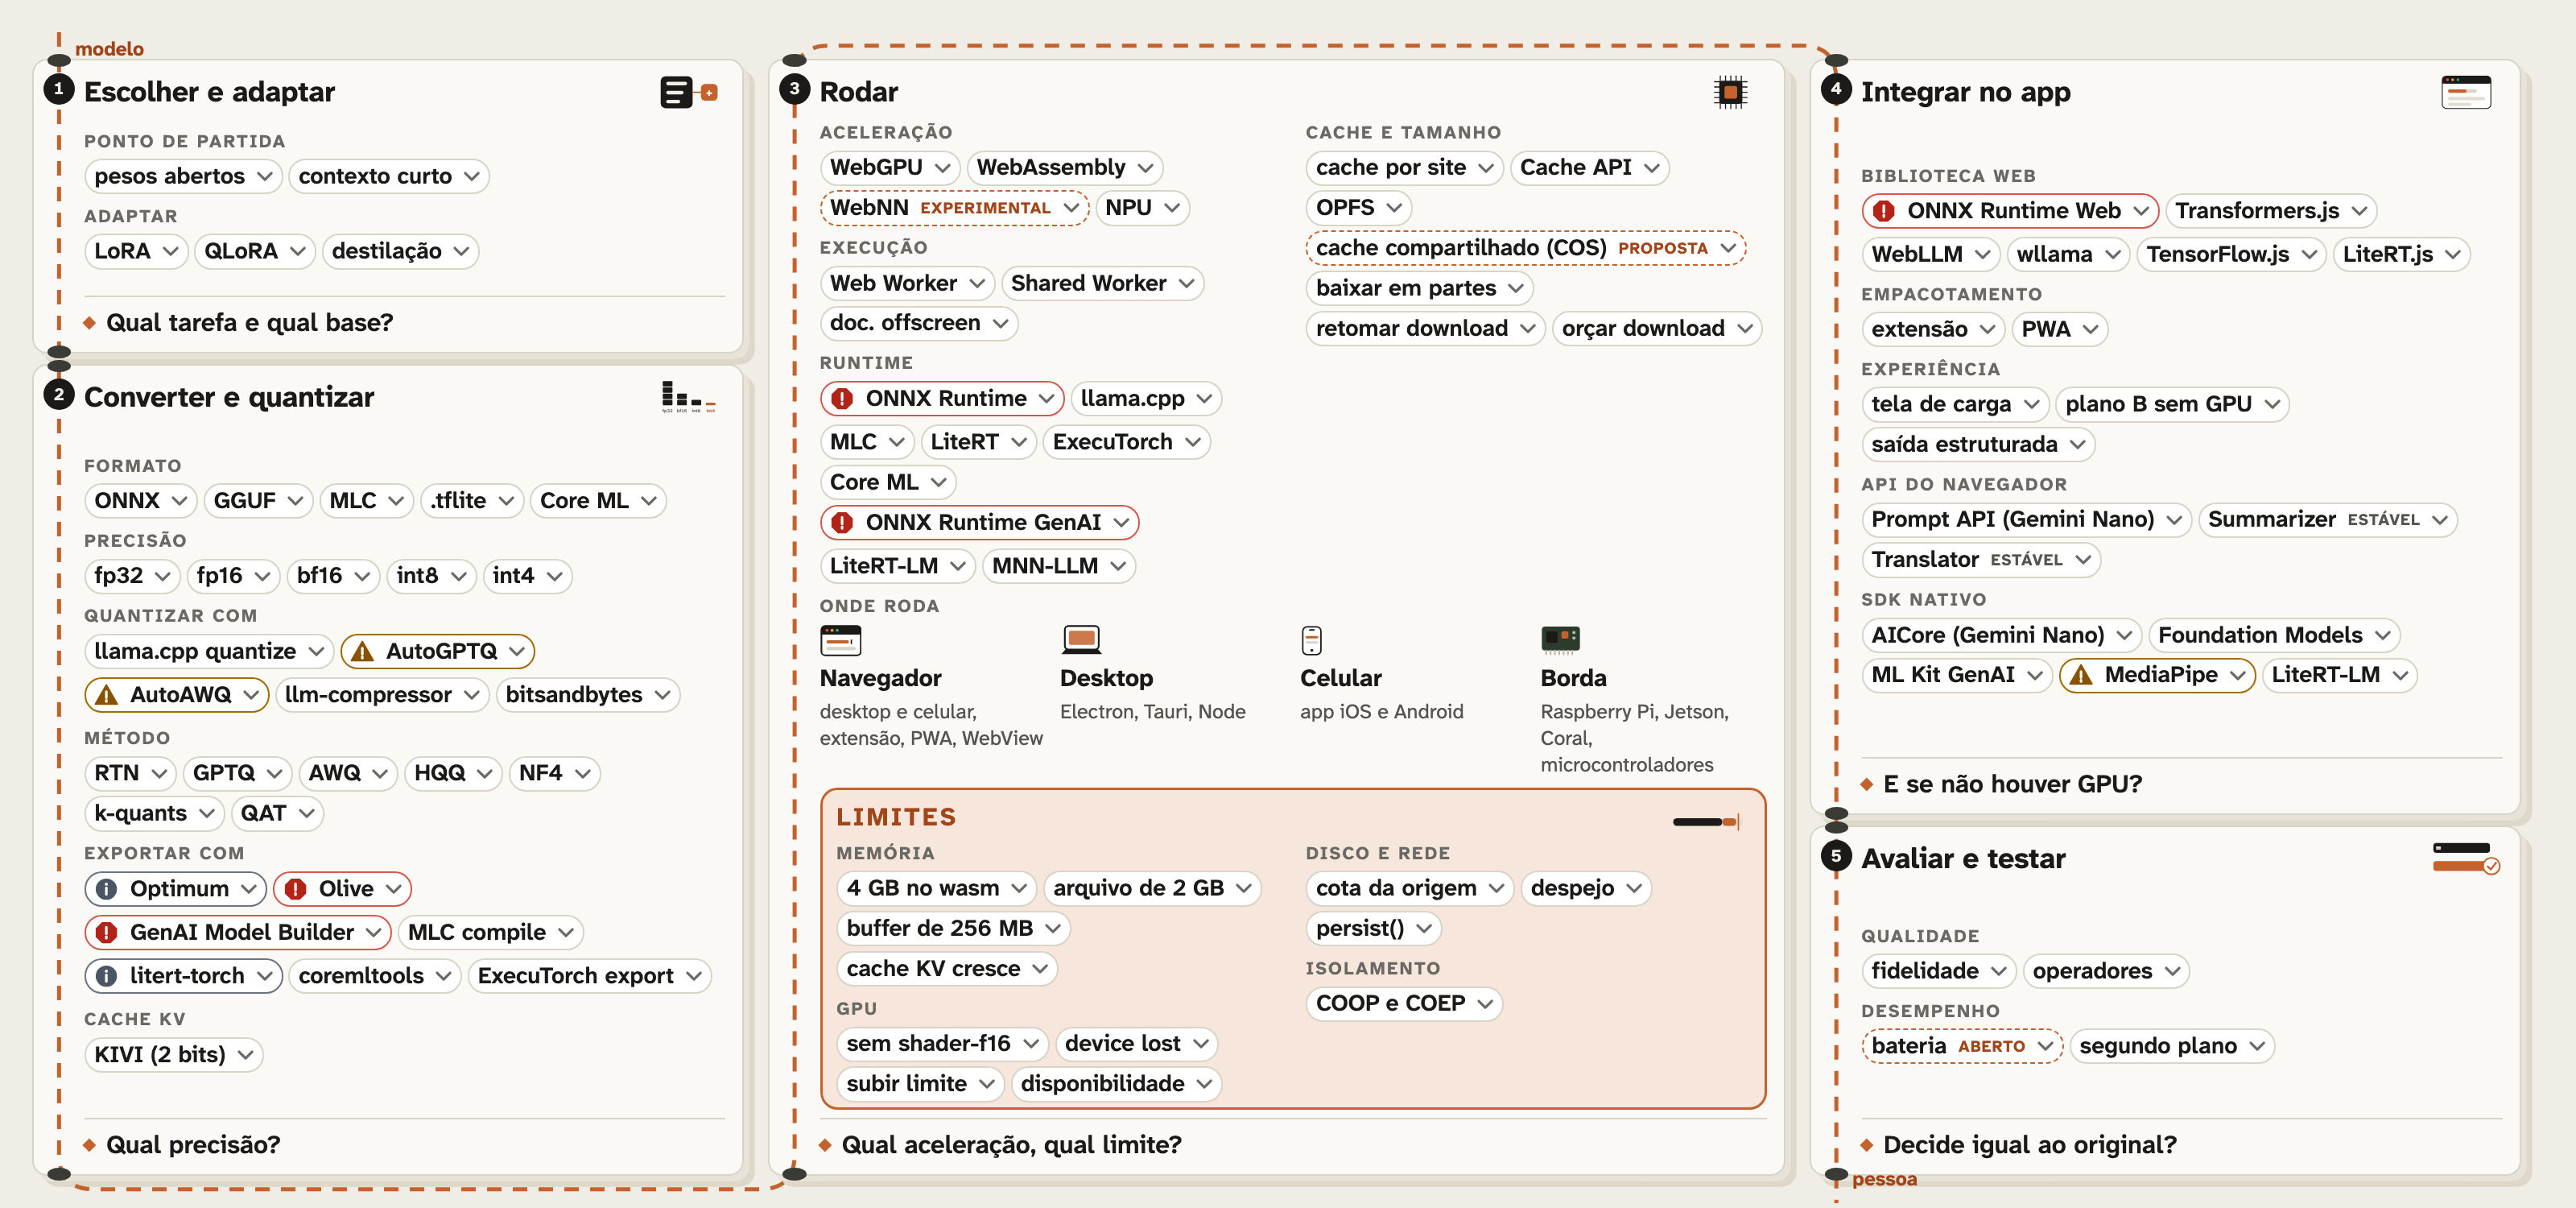 modelo
1 Escolher e adaptar
PONTO DE PARTIDA
pesos abertos contexto curto
ADAPTAR
LoRA QLoRA destilação
Qual tarefa e qual base?
2 Converter e quantizar
fp32 bf16 int8 int4
FORMATO
ONNX GGUF MLC .tflite Core ML
PRECISÃO
fp32 fp16 bf16 int8 int4
QUANTIZAR COM
llama.cpp quantize AutoGPTQ
AutoAWQ llm-compressor bitsandbytes
MÉTODO
RTN GPTQ AWQ HQQ NF4
k-quants QAT
EXPORTAR COM
Optimum Olive
GenAI Model Builder MLC compile
litert-torch coremltools ExecuTorch export
CACHE KV
KIVI (2 bits)
Qual precisão?
3 Rodar
ACELERAÇÃO
WebGPU WebAssembly
WebNN EXPERIMENTAL NPU
EXECUÇÃO
Web Worker Shared Worker
doc. offscreen
RUNTIME
ONNX Runtime llama.cpp
MLC LiteRT ExecuTorch
Core ML
ONNX Runtime GenAI
LiteRT-LM MNN-LLM
CACHE E TAMANHO
cache por site Cache API
OPFS
cache compartilhado (COS) PROPOSTA
baixar em partes
retomar download orçar download
ONDE RODA
Navegador
desktop e celular,
extensão, PWA, WebView
Desktop
Electron, Tauri, Node
Celular
app iOS e Android
Borda
Raspberry Pi, Jetson,
Coral,
microcontroladores
LIMITES
MEMÓRIA
4 GB no wasm arquivo de 2 GB
buffer de 256 MB
cache KV cresce
GPU
sem shader-f16 device lost
subir limite disponibilidade
DISCO E REDE
cota da origem despejo
persist()
ISOLAMENTO
COOP e COEP
Qual aceleração, qual limite?
4 Integrar no app
BIBLIOTECA WEB
ONNX Runtime Web Transformers.js
WebLLM wllama TensorFlow.js LiteRT.js
EMPACOTAMENTO
extensão PWA
EXPERIÊNCIA
tela de carga plano B sem GPU
saída estruturada
API DO NAVEGADOR
Prompt API (Gemini Nano) Summarizer ESTÁVEL
Translator ESTÁVEL
SDK NATIVO
AICore (Gemini Nano) Foundation Models
ML Kit GenAI MediaPipe LiteRT-LM
E se não houver GPU?
5 Avaliar e testar
QUALIDADE
fidelidade operadores
DESEMPENHO
bateria ABERTO segundo plano
Decide igual ao original?
pessoa